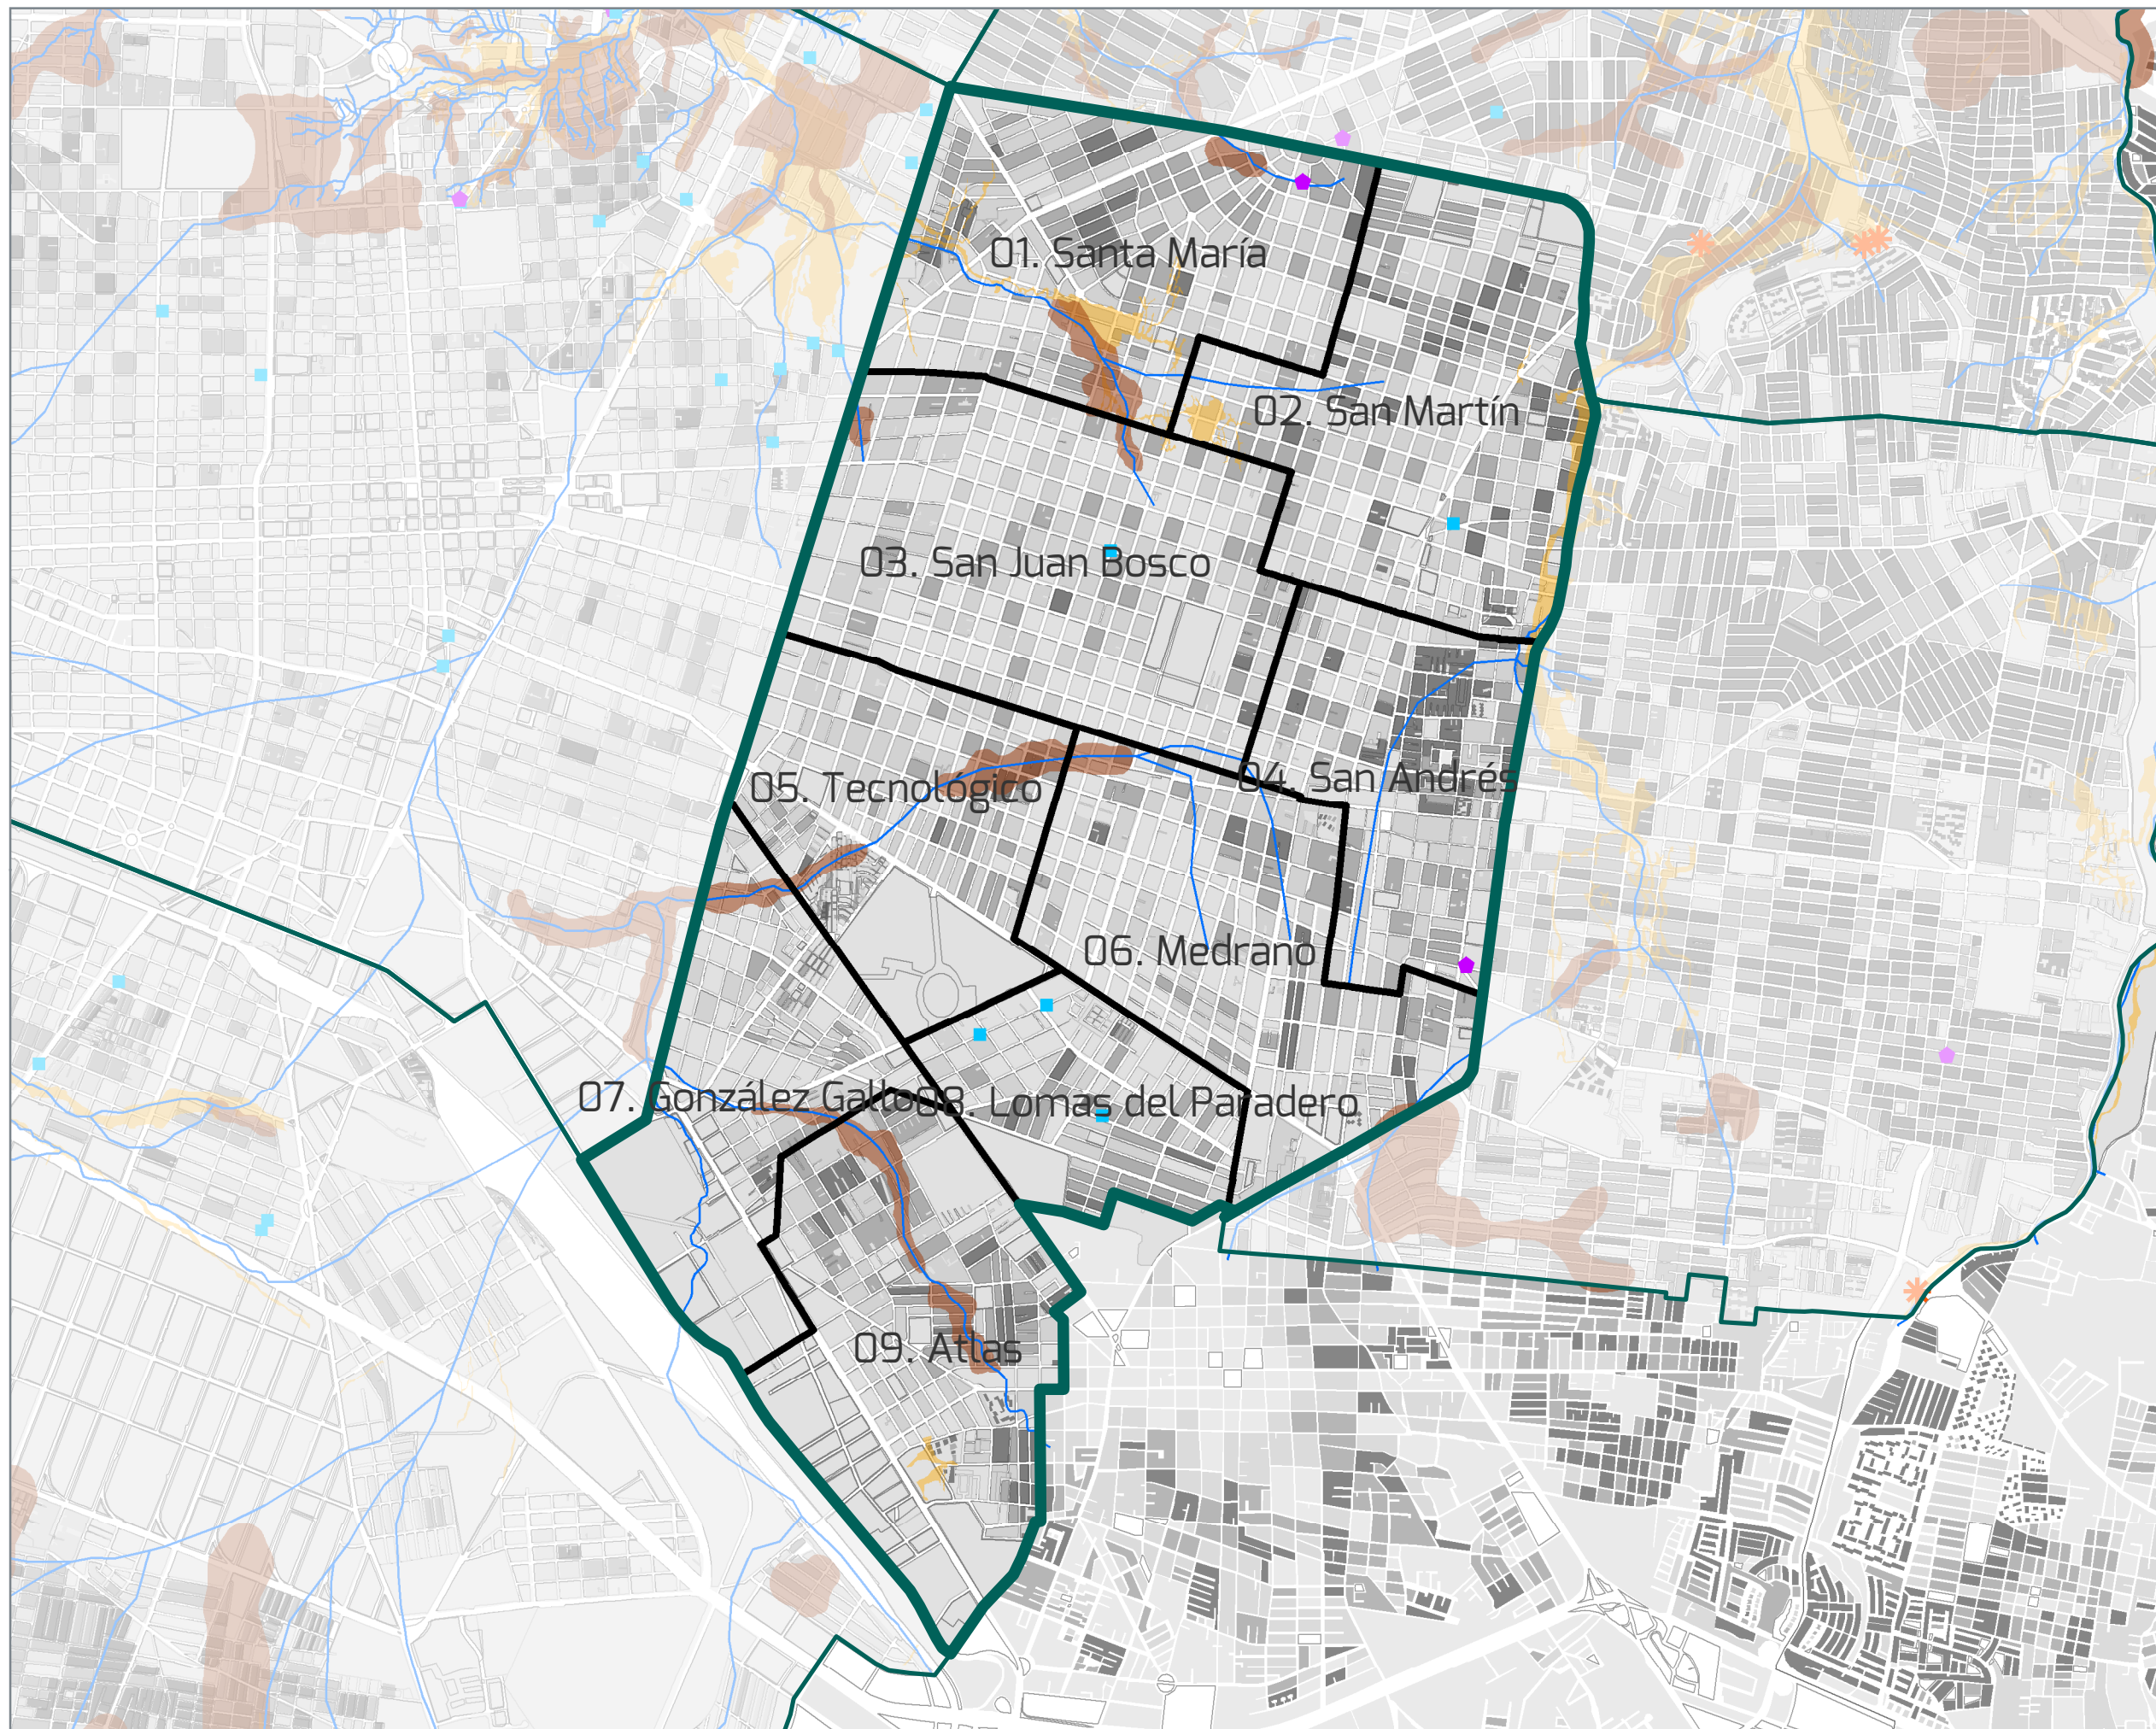 01. Santa María
02. San Martín
03. San Juan Bosco
04. San Andrés
05. Tecnológico
06. Medrano
07. González Gallo
08. Lomas del Paradero
09. Atlas